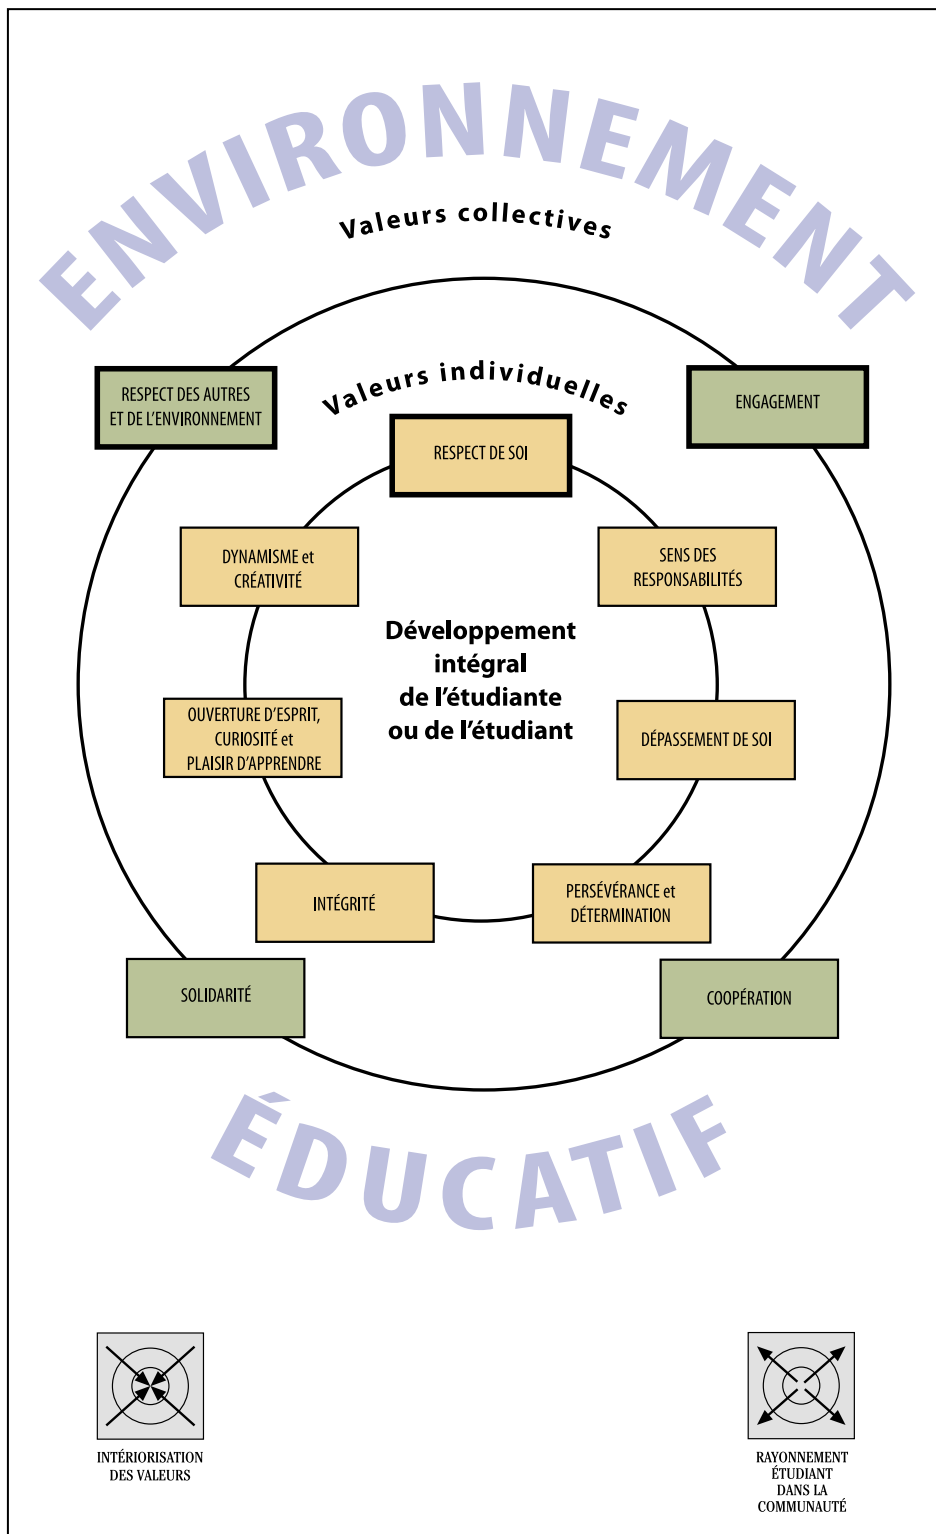 ENVIRONNEMENT
Valeurs collectives
RESPECT DES AUTRES
ET DE L'ENVIRONNEMENT
ENGAGEMENT
Valeurs individuelles
RESPECT DE SOI
DYNAMISME et
CRÉATIVITÉ
SENS DES
RESPONSABILITÉS
Développement
intégral
de l'étudiante
ou de l'étudiant
OUVERTURE D'ESPRIT,
CURIOSITÉ et
PLAISIR D'APPRENDRE
DÉPASSEMENT DE SOI
INTÉGRITÉ
PERSÉVÉRANCE et
DÉTERMINATION
SOLIDARITÉ
COOPÉRATION
ÉDUCATIF
INTÉRIORISATION
DES VALEURS
RAYONNEMENT
ÉTUDIANT
DANS LA
COMMUNAUTÉ